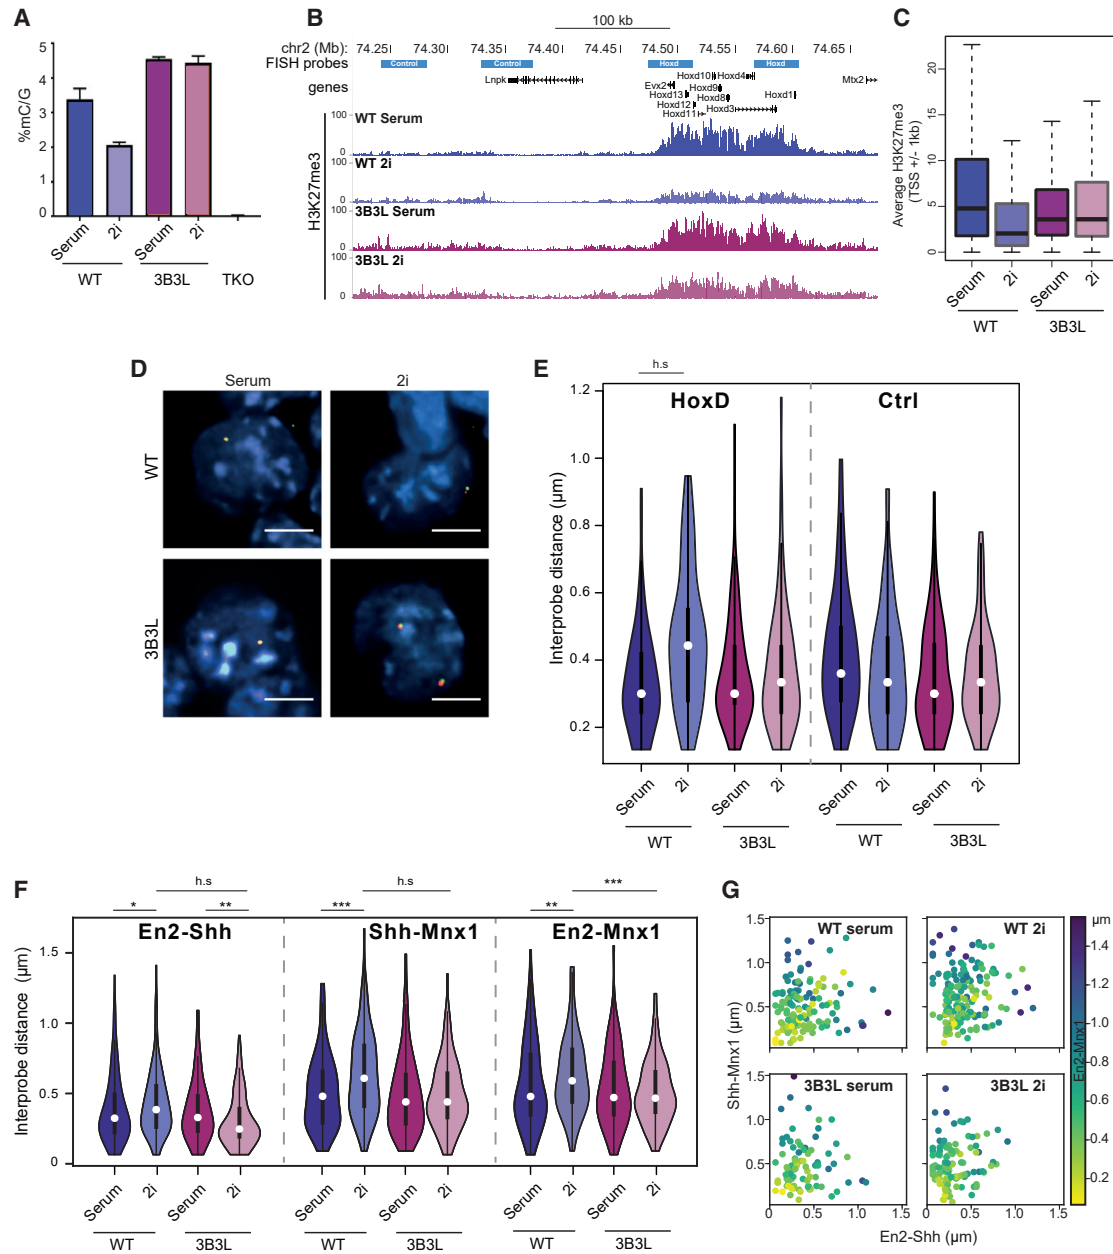 A
%mC/G
5
4
3
2
1
0
Serum
2i
Serum
2i
WT
3B3L
TKO
B
100 kb
chr2 (Mb):
74.25
74.30
74.35
74.40
74.45
74.50
74.55
74.60
74.65
FISH probes
Control
Control
Hoxd
Hoxd
genes
Lnpk
Hoxd10
Hoxd4
Mtx2
Evx2
Hoxd9
Hoxd13
Hoxd8
Hoxd1
Hoxd12
Hoxd3
Hoxd11
H3K27me3
WT Serum
100
0
WT 2i
100
0
3B3L Serum
100
0
3B3L 2i
100
0
C
Average H3K27me3
(TSS +/- 1kb)
20
15
10
5
0
Serum
2i
Serum
2i
WT
3B3L
D
Serum
2i
WT
3B3L
E
h.s
HoxD
Ctrl
Interprobe distance (µm)
1.2
1.0
0.8
0.6
0.4
0.2
Serum
2i
Serum
2i
Serum
2i
Serum
2i
WT
3B3L
WT
3B3L
F
h.s
h.s
***
*
**
***
**
En2-Shh
Shh-Mnx1
En2-Mnx1
Interprobe distance (µm)
1.5
1.0
0.5
0
Serum
2i
Serum
2i
Serum
2i
Serum
2i
Serum
2i
Serum
2i
WT
3B3L
WT
3B3L
WT
3B3L
G
WT serum
WT 2i
3B3L serum
3B3L 2i
Shh-Mnx1 (µm)
1.5
1.0
0.5
1.5
1.0
0.5
0
0
0.5
1.0
1.5
0
0.5
1.0
1.5
En2-Shh (µm)
µm
En2-Mnx1
1.4
1.2
1.0
0.8
0.6
0.4
0.2